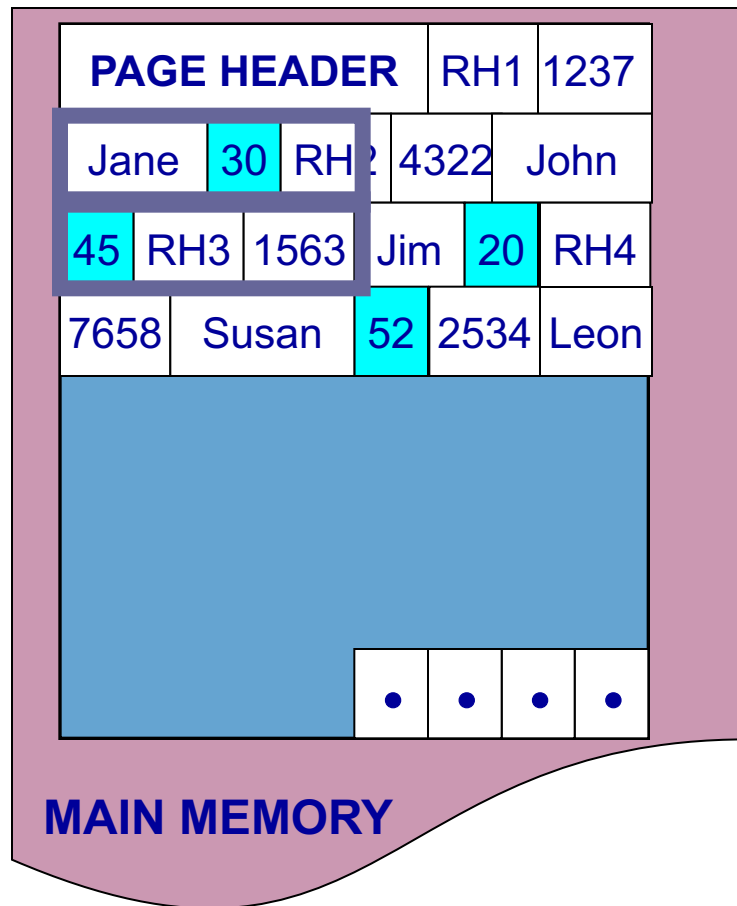 PAGE HEADER RH1 1237
Jane 30 RH2 4322 John
45 RH3 1563 Jim 20 RH4
7658 Susan 52 2534 Leon
• • • •
MAIN MEMORY